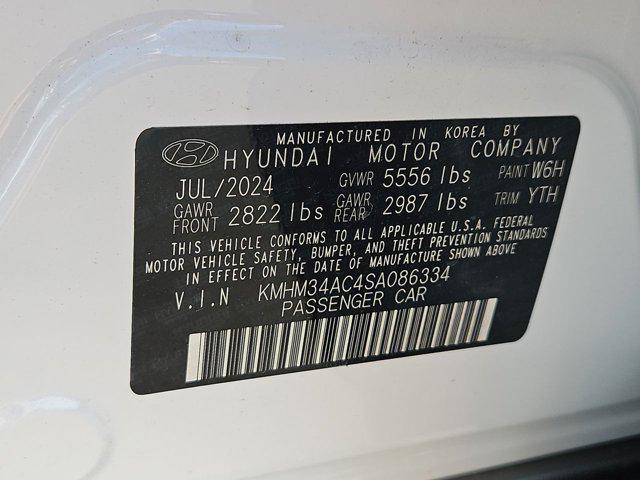 MANUFACTURED IN KOREA BY
HYUNDAI MOTOR COMPANY
JUL/2024 GVWR 5556 lbs PAINT W6H
GAWR FRONT 2822 lbs GAWR REAR 2987 lbs TRIM YTH
THIS VEHICLE CONFORMS TO ALL APPLICABLE U.S.A. FEDERAL
MOTOR VEHICLE SAFETY, BUMPER, AND THEFT PREVENTION STANDARDS
IN EFFECT ON THE DATE OF MANUFACTURE SHOWN ABOVE
V.I.N KMHM34AC4SA086334
PASSENGER CAR